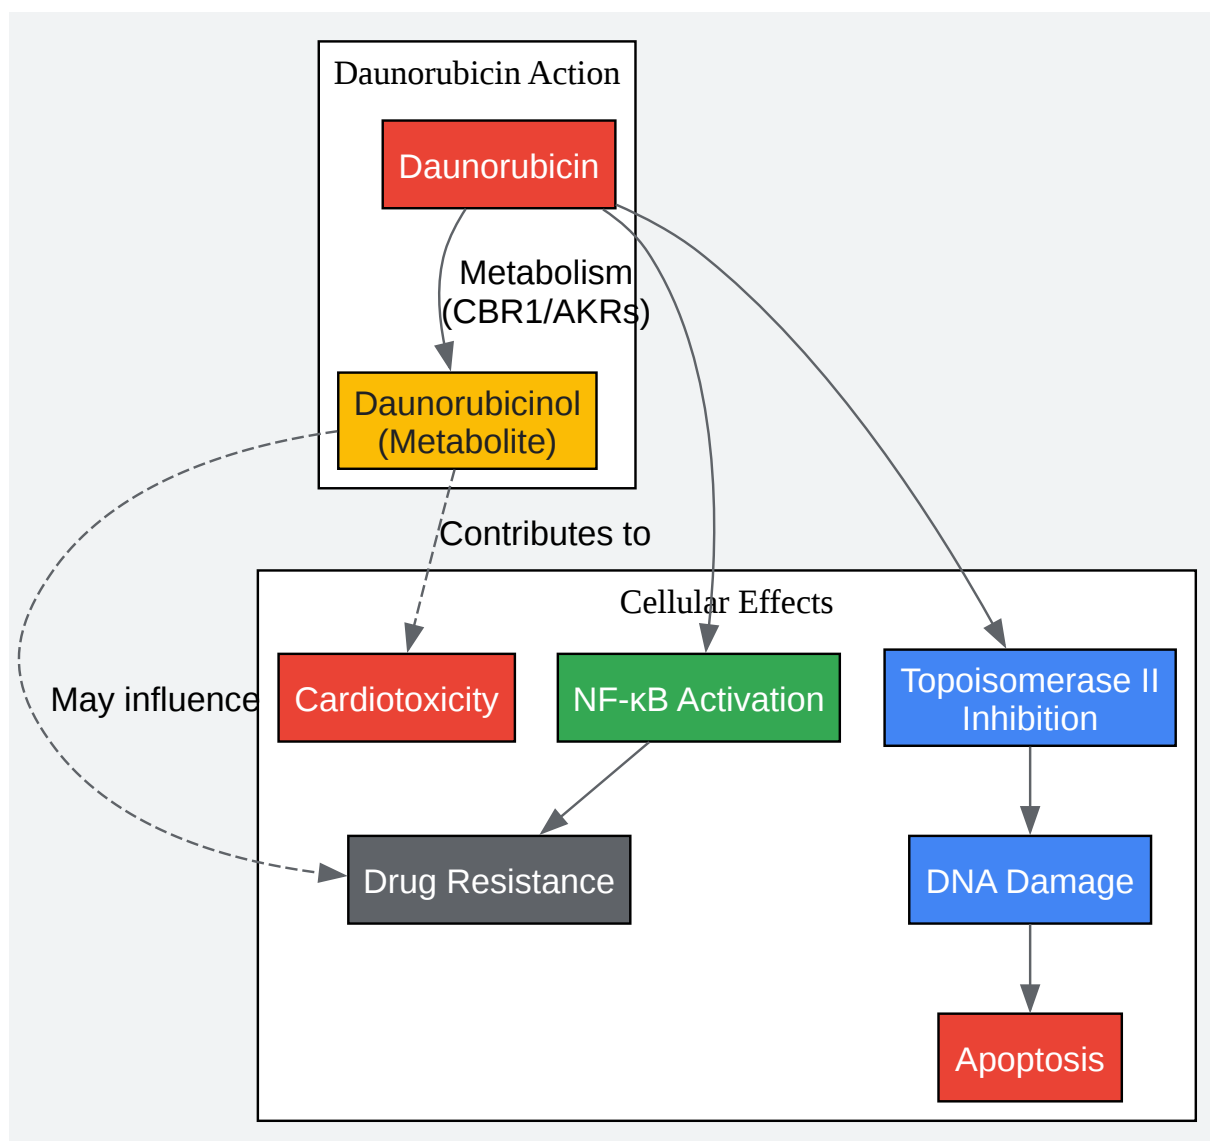 Daunorubicin Action
Daunorubicin
Metabolism
(CBR1/AKRs)
Daunorubicinol
(Metabolite)
Contributes to
Cellular Effects
May influence
Cardiotoxicity
NF-κB Activation
Topoisomerase II
Inhibition
Drug Resistance
DNA Damage
Apoptosis